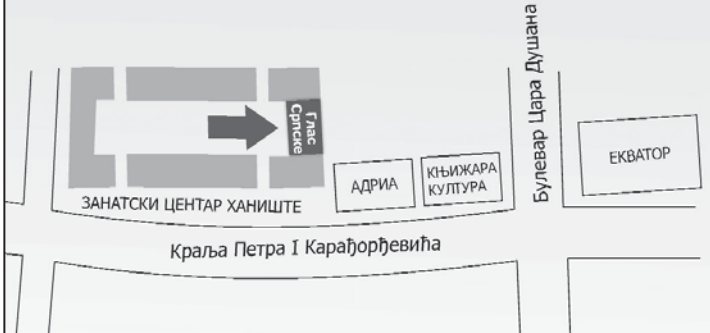 Булевар Цара Душана
Глас
Српске
АДРИА
КЊИЖАРА
КУЛТУРА
ЕКВАТОР
ЗАНАТСКИ ЦЕНТАР ХАНИШТЕ
Краља Петра I Карађорђевића